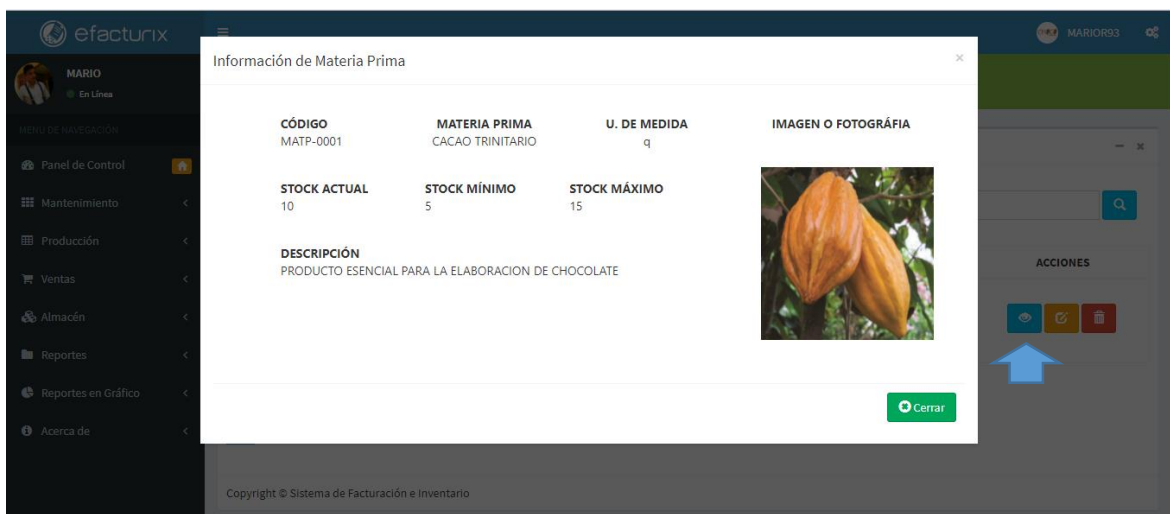 efacturix
MARIOR93
MARIO
En Línea
MENU DE NAVEGACIÓN
Panel de Control
Mantenimiento
Producción
Ventas
Almacén
Reportes
Reportes en Gráfico
Acerca de
Información de Materia Prima
×
CÓDIGO MATERIA PRIMA U. DE MEDIDA IMAGEN O FOTOGRÁFIA
MATP-0001 CACAO TRINITARIO q
STOCK ACTUAL STOCK MÍNIMO STOCK MÁXIMO
10 5 15
DESCRIPCIÓN
PRODUCTO ESENCIAL PARA LA ELABORACION DE CHOCOLATE
Cerrar
ACCIONES
Copyright © Sistema de Facturación e Inventario